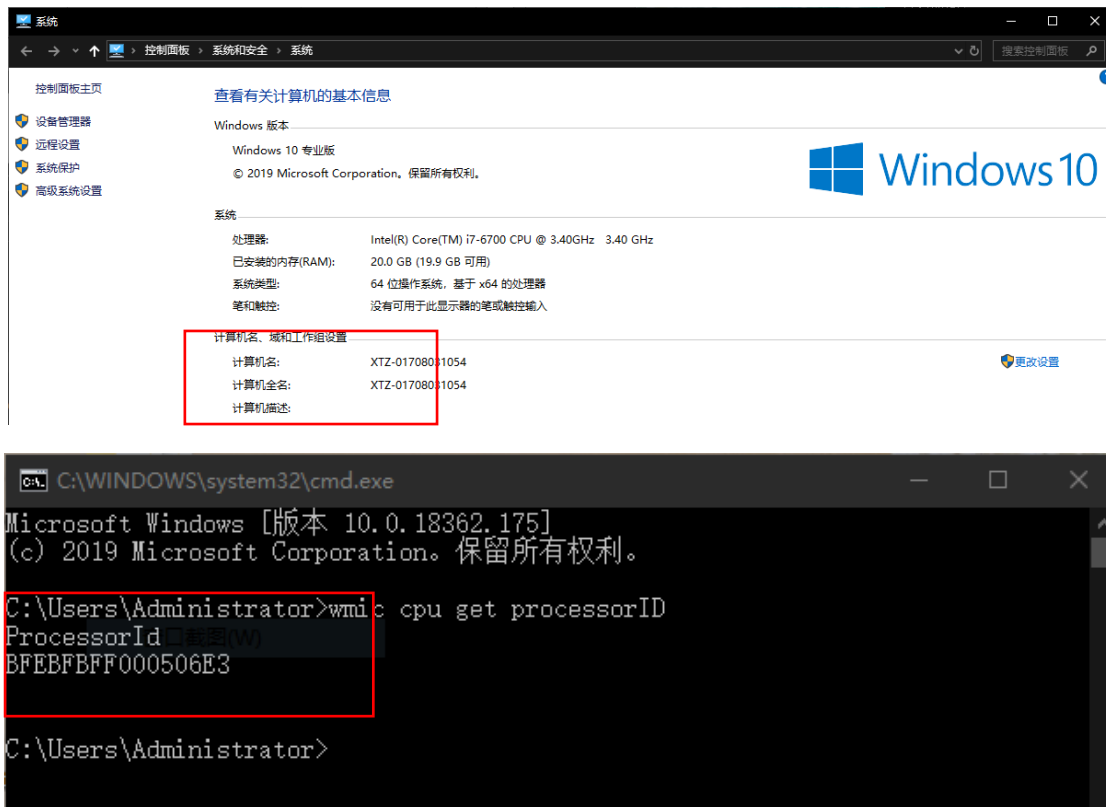 系统
控制面板 › 系统和安全 › 系统
搜索控制面板
控制面板主页
设备管理器
远程设置
系统保护
高级系统设置
查看有关计算机的基本信息
Windows 版本
Windows 10 专业版
© 2019 Microsoft Corporation。保留所有权利。
Windows 10
系统
处理器: Intel(R) Core(TM) i7-6700 CPU @ 3.40GHz 3.40 GHz
已安装的内存(RAM): 20.0 GB (19.9 GB 可用)
系统类型: 64 位操作系统，基于 x64 的处理器
笔和触控: 没有可用于此显示器的笔或触控输入
计算机名、域和工作组设置
计算机名: XTZ-01708031054
更改设置
计算机全名: XTZ-01708031054
计算机描述:
C:\WINDOWS\system32\cmd.exe
Microsoft Windows [版本 10.0.18362.175]
(c) 2019 Microsoft Corporation。保留所有权利。
C:\Users\Administrator>wmic cpu get processorID
ProcessorId
截图(W)
BFEBFBFF000506E3
C:\Users\Administrator>